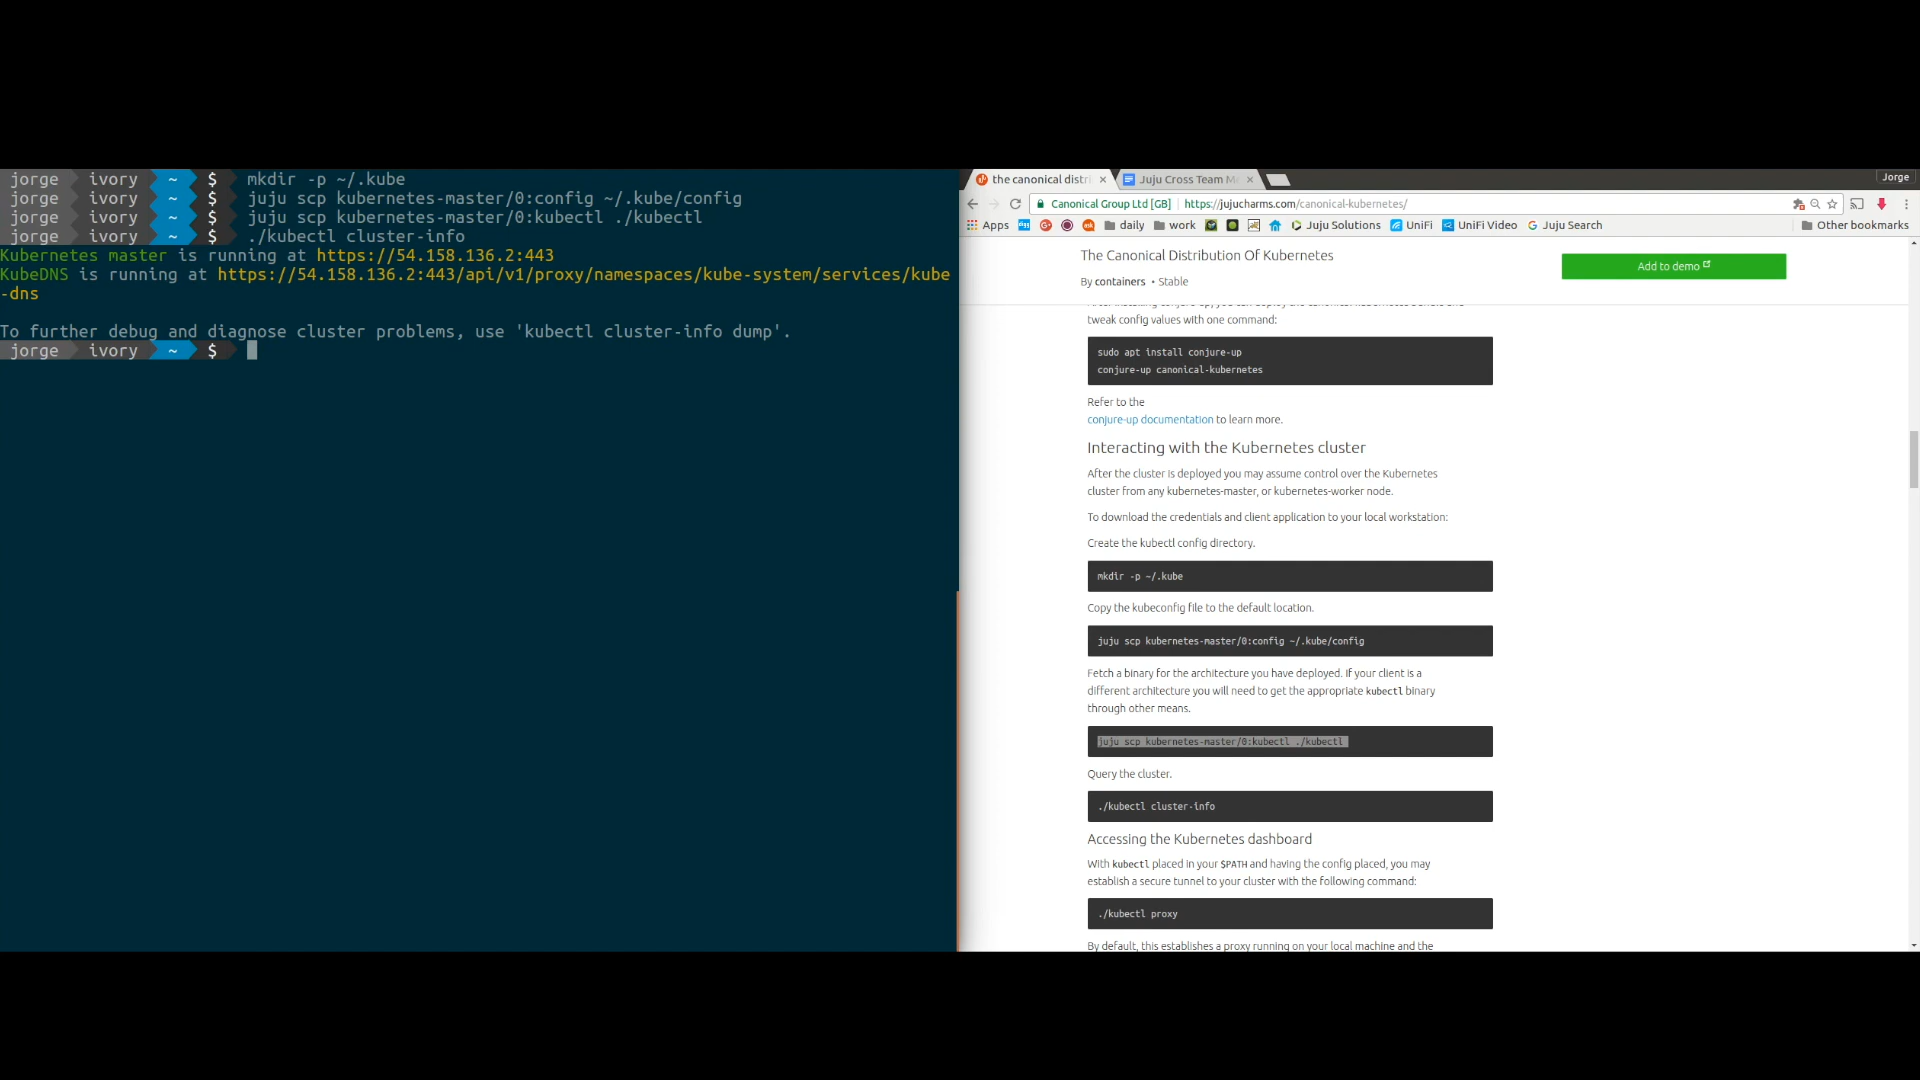 jorge ivory ~ $ mkdir -p ~/.kube
jorge ivory ~ $ juju scp kubernetes-master/0:config ~/.kube/config
jorge ivory ~ $ juju scp kubernetes-master/0:kubectl ./kubectl
jorge ivory ~ $ ./kubectl cluster-info
Kubernetes master is running at https://54.158.136.2:443
KubeDNS is running at https://54.158.136.2:443/api/v1/proxy/namespaces/kube-system/services/kube
-dns
To further debug and diagnose cluster problems, use 'kubectl cluster-info dump'.
jorge ivory ~ $
the canonical distri
Juju Cross Team M
Jorge
Canonical Group Ltd [GB] https://jujucharms.com/canonical-kubernetes/
Apps daily work Juju Solutions UniFi UniFi Video Juju Search Other bookmarks
The Canonical Distribution Of Kubernetes
Add to demo
By containers • Stable
tweak config values with one command:
sudo apt install conjure-up
conjure-up canonical-kubernetes
Refer to the
conjure-up documentation to learn more.
Interacting with the Kubernetes cluster
After the cluster is deployed you may assume control over the Kubernetes
cluster from any kubernetes-master, or kubernetes-worker node.
To download the credentials and client application to your local workstation:
Create the kubectl config directory.
mkdir -p ~/.kube
Copy the kubeconfig file to the default location.
juju scp kubernetes-master/0:config ~/.kube/config
Fetch a binary for the architecture you have deployed. If your client is a
different architecture you will need to get the appropriate kubectl binary
through other means.
juju scp kubernetes-master/0:kubectl ./kubectl
Query the cluster.
./kubectl cluster-info
Accessing the Kubernetes dashboard
With kubectl placed in your $PATH and having the config placed, you may
establish a secure tunnel to your cluster with the following command:
./kubectl proxy
By default, this establishes a proxy running on your local machine and the